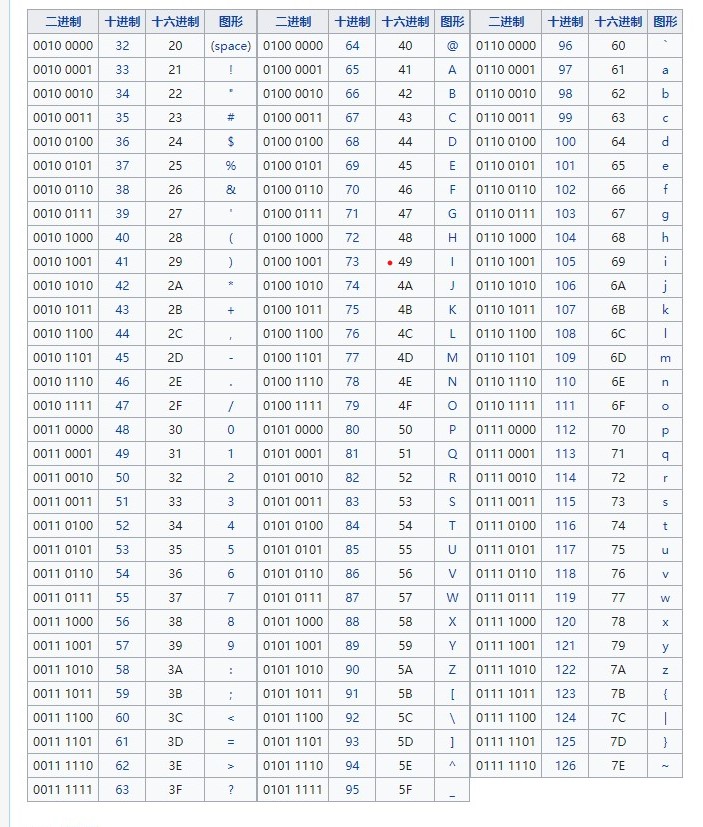 二进制 十进制 十六进制 图形 二进制 十进制 十六进制 图形 二进制 十进制 十六进制 图形
0010 0000 32 20 (space) 0100 0000 64 40 @ 0110 0000 96 60 `
0010 0001 33 21 ! 0100 0001 65 41 A 0110 0001 97 61 a
0010 0010 34 22 " 0100 0010 66 42 B 0110 0010 98 62 b
0010 0011 35 23 # 0100 0011 67 43 C 0110 0011 99 63 c
0010 0100 36 24 $ 0100 0100 68 44 D 0110 0100 100 64 d
0010 0101 37 25 % 0100 0101 69 45 E 0110 0101 101 65 e
0010 0110 38 26 & 0100 0110 70 46 F 0110 0110 102 66 f
0010 0111 39 27 ' 0100 0111 71 47 G 0110 0111 103 67 g
0010 1000 40 28 ( 0100 1000 72 48 H 0110 1000 104 68 h
0010 1001 41 29 ) 0100 1001 73 49 I 0110 1001 105 69 i
0010 1010 42 2A * 0100 1010 74 4A J 0110 1010 106 6A j
0010 1011 43 2B + 0100 1011 75 4B K 0110 1011 107 6B k
0010 1100 44 2C , 0100 1100 76 4C L 0110 1100 108 6C l
0010 1101 45 2D - 0100 1101 77 4D M 0110 1101 109 6D m
0010 1110 46 2E . 0100 1110 78 4E N 0110 1110 110 6E n
0010 1111 47 2F / 0100 1111 79 4F O 0110 1111 111 6F o
0011 0000 48 30 0 0101 0000 80 50 P 0111 0000 112 70 p
0011 0001 49 31 1 0101 0001 81 51 Q 0111 0001 113 71 q
0011 0010 50 32 2 0101 0010 82 52 R 0111 0010 114 72 r
0011 0011 51 33 3 0101 0011 83 53 S 0111 0011 115 73 s
0011 0100 52 34 4 0101 0100 84 54 T 0111 0100 116 74 t
0011 0101 53 35 5 0101 0101 85 55 U 0111 0101 117 75 u
0011 0110 54 36 6 0101 0110 86 56 V 0111 0110 118 76 v
0011 0111 55 37 7 0101 0111 87 57 W 0111 0111 119 77 w
0011 1000 56 38 8 0101 1000 88 58 X 0111 1000 120 78 x
0011 1001 57 39 9 0101 1001 89 59 Y 0111 1001 121 79 y
0011 1010 58 3A : 0101 1010 90 5A Z 0111 1010 122 7A z
0011 1011 59 3B ; 0101 1011 91 5B [ 0111 1011 123 7B {
0011 1100 60 3C < 0101 1100 92 5C \ 0111 1100 124 7C |
0011 1101 61 3D = 0101 1101 93 5D ] 0111 1101 125 7D }
0011 1110 62 3E > 0101 1110 94 5E ^ 0111 1110 126 7E ~
0011 1111 63 3F ? 0101 1111 95 5F _